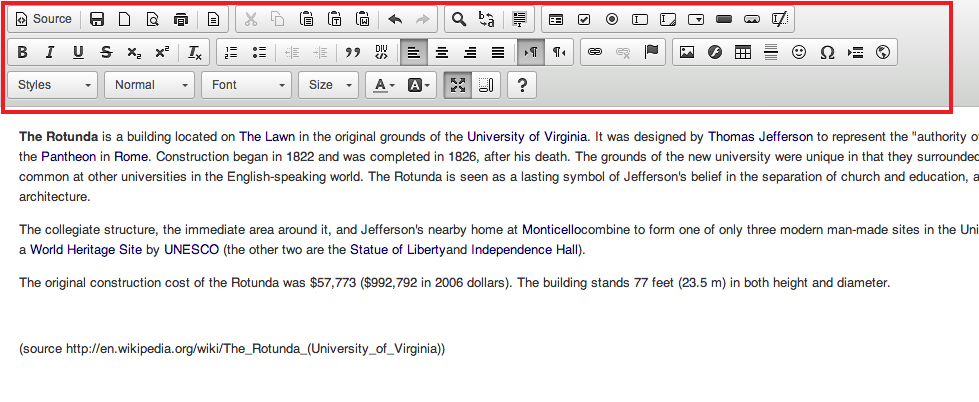 Source
B I U S x₂ x² Tx
DIV
Styles Normal Font Size A A ?
The Rotunda is a building located on The Lawn in the original grounds of the University of Virginia. It was designed by Thomas Jefferson to represent the "authority of
the Pantheon in Rome. Construction began in 1822 and was completed in 1826, after his death. The grounds of the new university were unique in that they surrounded
common at other universities in the English-speaking world. The Rotunda is seen as a lasting symbol of Jefferson's belief in the separation of church and education, a
architecture.
The collegiate structure, the immediate area around it, and Jefferson's nearby home at Monticellocombine to form one of only three modern man-made sites in the Uni
a World Heritage Site by UNESCO (the other two are the Statue of Libertyand Independence Hall).
The original construction cost of the Rotunda was $57,773 ($992,792 in 2006 dollars). The building stands 77 feet (23.5 m) in both height and diameter.
(source http://en.wikipedia.org/wiki/The_Rotunda_(University_of_Virginia))